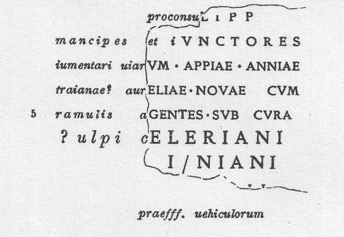 proconsuLIPP
mancipes et iVNCTORES
iumentari uiarVM · APPIAE · ANNIAE
traianae? aurELIAE · NOVAE CVM
5 ramulis aGENTES · SVB CVRA
? ulpi cELERIANI
I/NIANI
praefff. uehiculorum